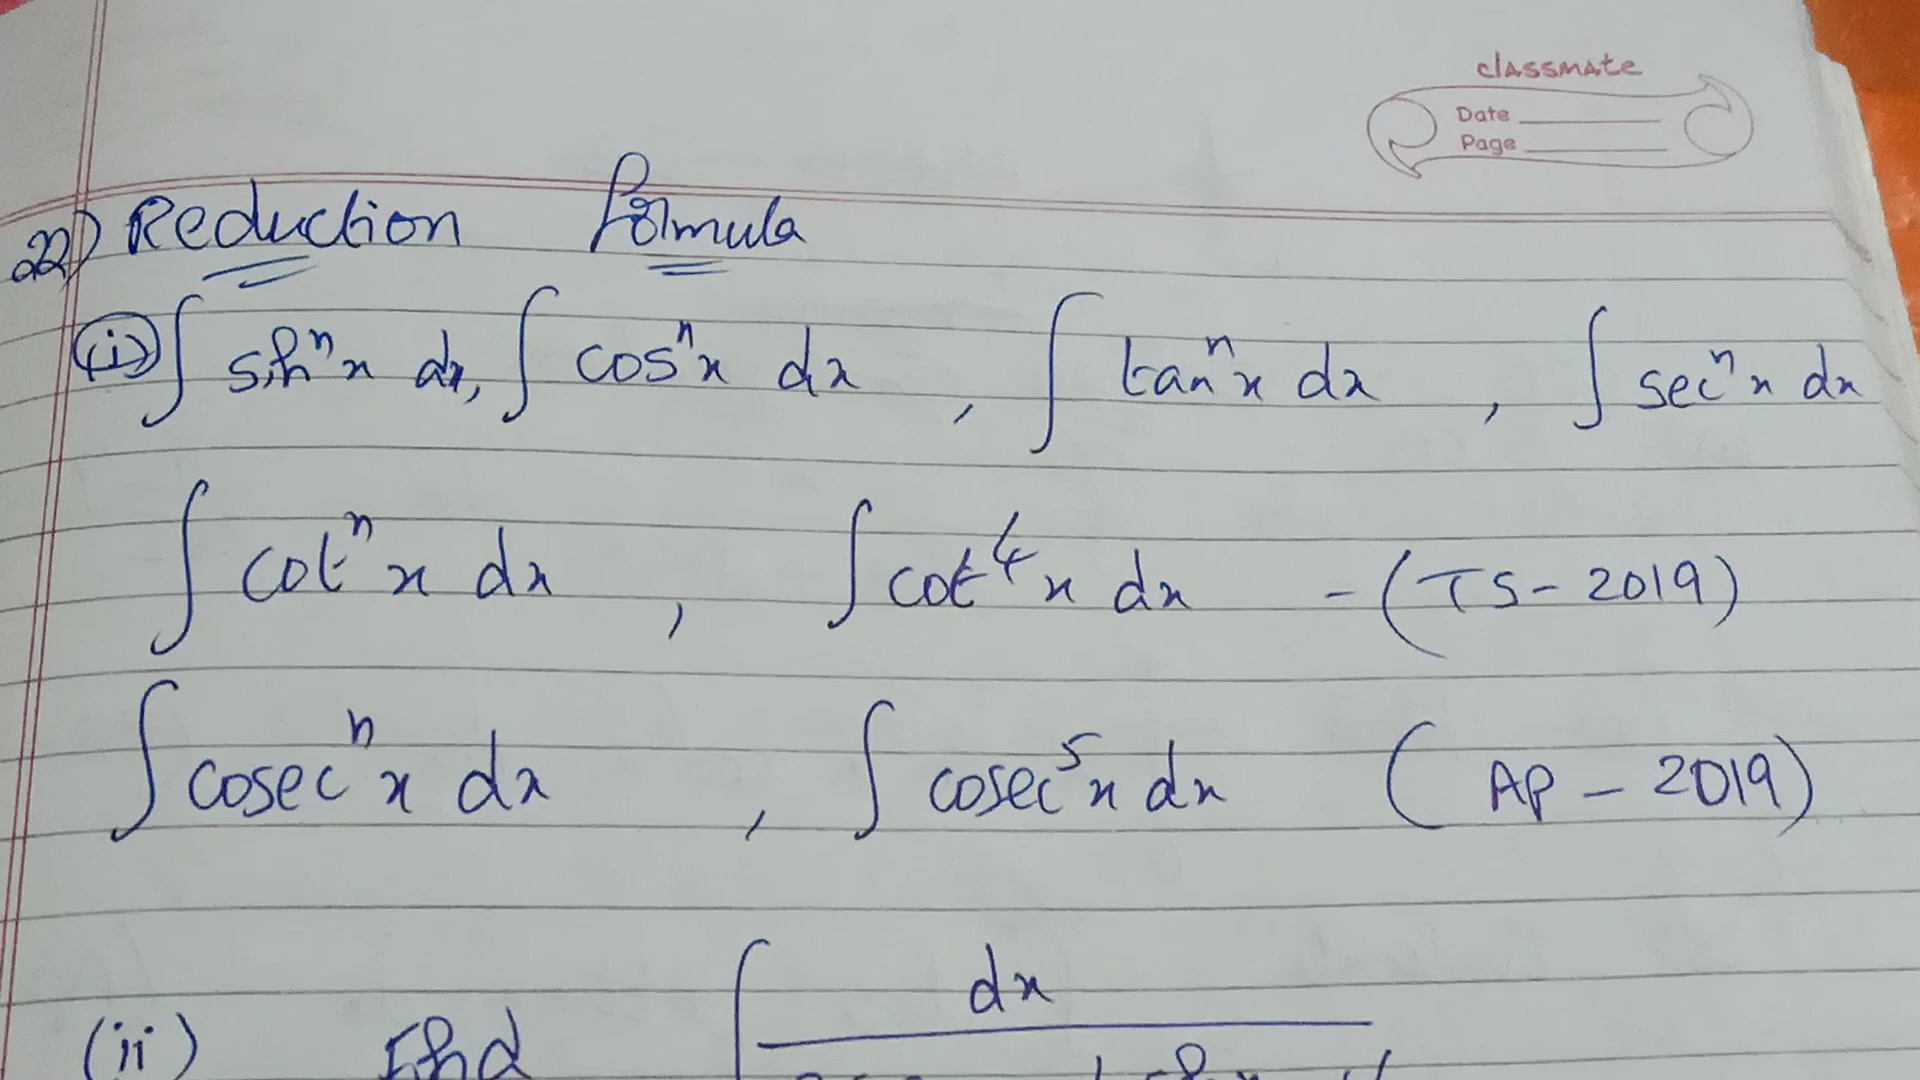 classmate
Date
Page
22) Reduction formula
(i) ∫ sinⁿx dx, ∫ cosⁿx dx , ∫ tanⁿx dx , ∫ secⁿx dx
∫ cotⁿx dx , ∫ cot⁴x dx - (TS-2019)
∫ cosecⁿx dx , ∫ cosec⁵x dx (AP-2019)
(ii) Find ∫ dx